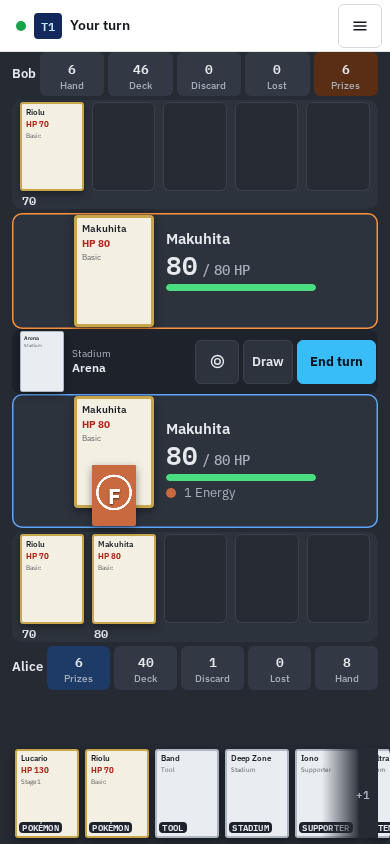 T1 Your turn
Bob
6 Hand
46 Deck
0 Discard
0 Lost
6 Prizes
Riolu
HP 70
Basic
70
Makuhita
HP 80
Basic
Makuhita
80 / 80 HP
Arena
Stadium
Stadium
Arena
Draw
End turn
Makuhita
HP 80
Basic
F
Makuhita
80 / 80 HP
1 Energy
Riolu
HP 70
Basic
70
Makuhita
HP 80
Basic
80
Alice
6 Prizes
40 Deck
1 Discard
0 Lost
8 Hand
Lucario
HP 130
Stage1
POKÉMON
Riolu
HP 70
Basic
POKÉMON
Band
Tool
TOOL
Deep Zone
Stadium
STADIUM
Iono
Supporter
SUPPORTER
+1